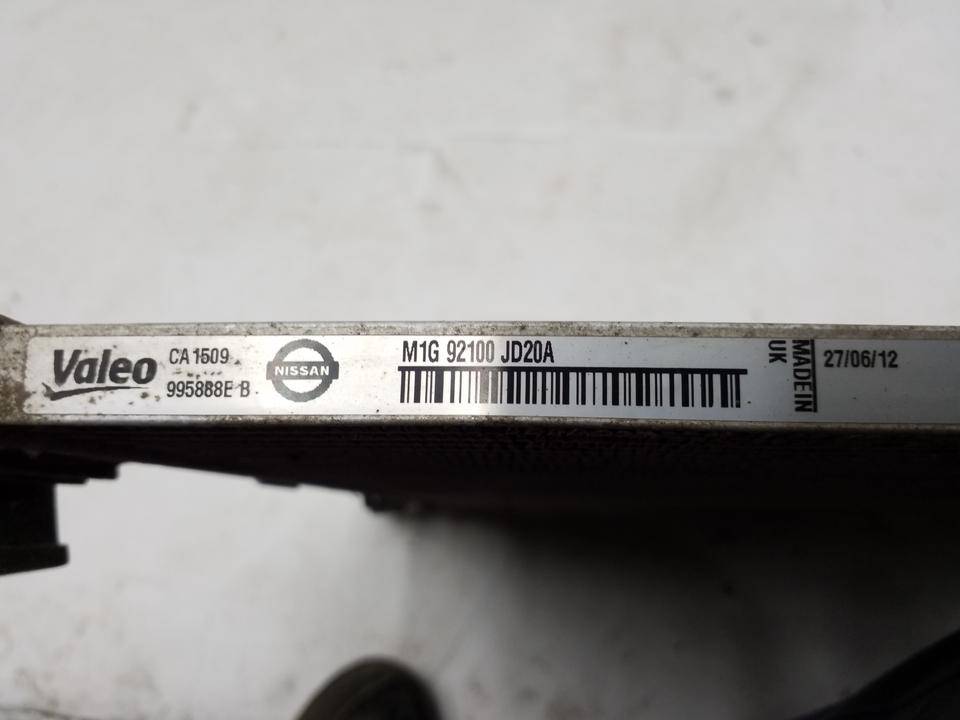 Valeo
CA1509
995888E B
NISSAN
M1G 92100 JD20A
MADE IN
UK
27/06/12